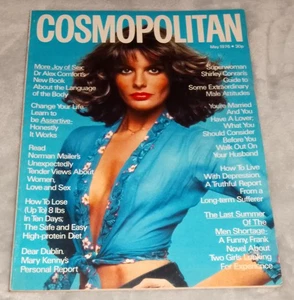 COSMOPOLITAN
May 1976 • 30p
More Joy of Sex
Dr Alex Comfort's
New Book
About the Language
of the Body
Change Your Life
Learn to
be Assertive:
Honestly
It Works
Read
Norman Mailer's
Unexpectedly
Tender Views About
Women,
Love and Sex
How To Lose
(Up To) 8 lbs
In Ten Days;
The Safe and Easy
High-protein Diet
Dear Dublin,
Mary Kenny's
Personal Report
Superwoman
Shirley Conran's
Guide to
Some Extraordinary
Male Attitudes
You're Married
And You
Have A Lover:
What You
Should Consider
Before You
Walk Out On
Your Husband
How To Live
With Depression,
A Truthful Report
From a
Long-term Sufferer
The Last Summer
Of The
Men Shortage:
A Funny, Frank
Novel About
Two Girls Looking
For Experience